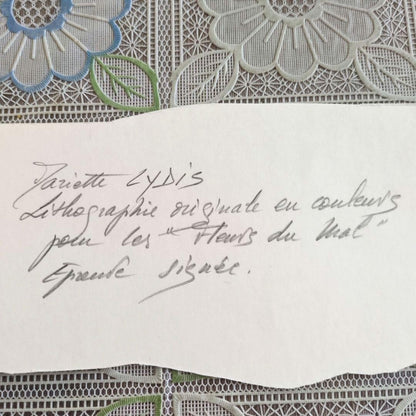 Mariette LYDIS
Lithographie originale en couleurs
pour les "Fleurs du Mal"
Epreuve signée.